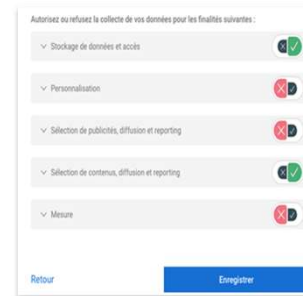 Autorisez ou refusez la collecte de vos données pour les finalités suivantes :
Stockage de données et accès
Personnalisation
Sélection de publicités, diffusion et reporting
Sélection de contenus, diffusion et reporting
Mesure
Retour
Enregistrer